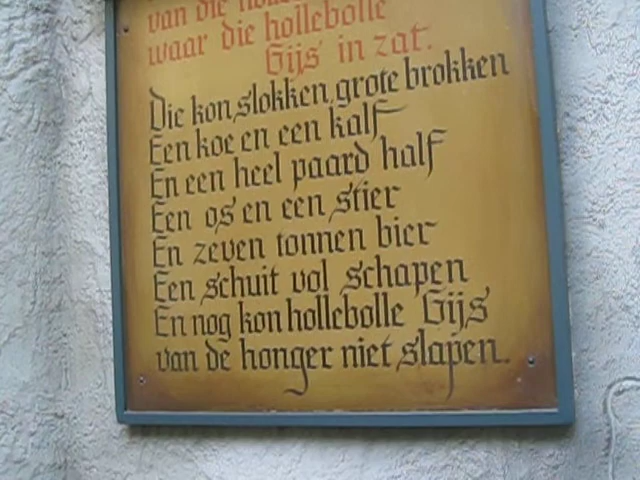 van die hollebolle
waar die hollebolle
Gijs in zat.
Die kon slokken, grote brokken
Een koe en een kalf
En een heel paard half
Een os en een stier
En zeven tonnen bier
Een schuit vol schapen
En nog kon hollebolle Gijs
van de honger niet slapen.